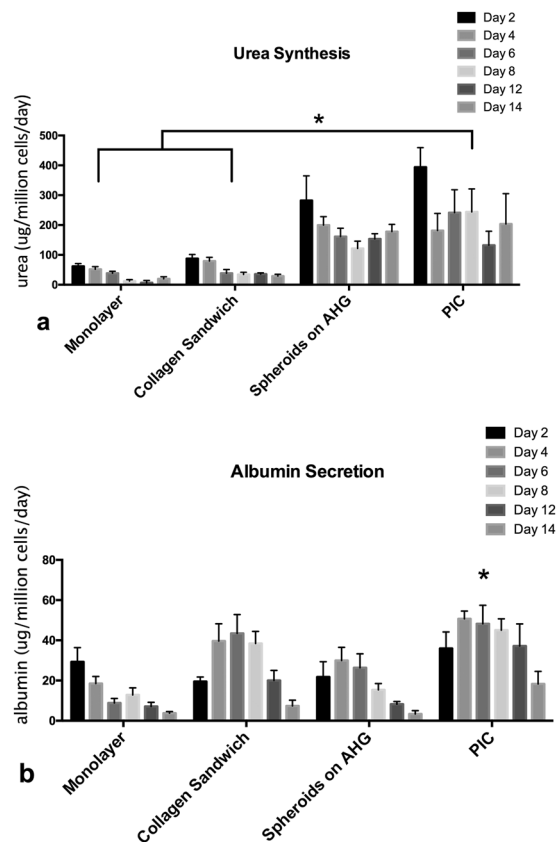 Day 2
Day 4
Day 6
Day 8
Day 12
Day 14
Urea Synthesis
*
urea (ug/million cells/day)
500
400
300
200
100
0
a
Monolayer
Collagen Sandwich
Spheroids on AHG
PIC
Day 2
Day 4
Day 6
Day 8
Day 12
Day 14
Albumin Secretion
*
albumin (ug/million cells/day)
80
60
40
20
0
b
Monolayer
Collagen Sandwich
Spheroids on AHG
PIC